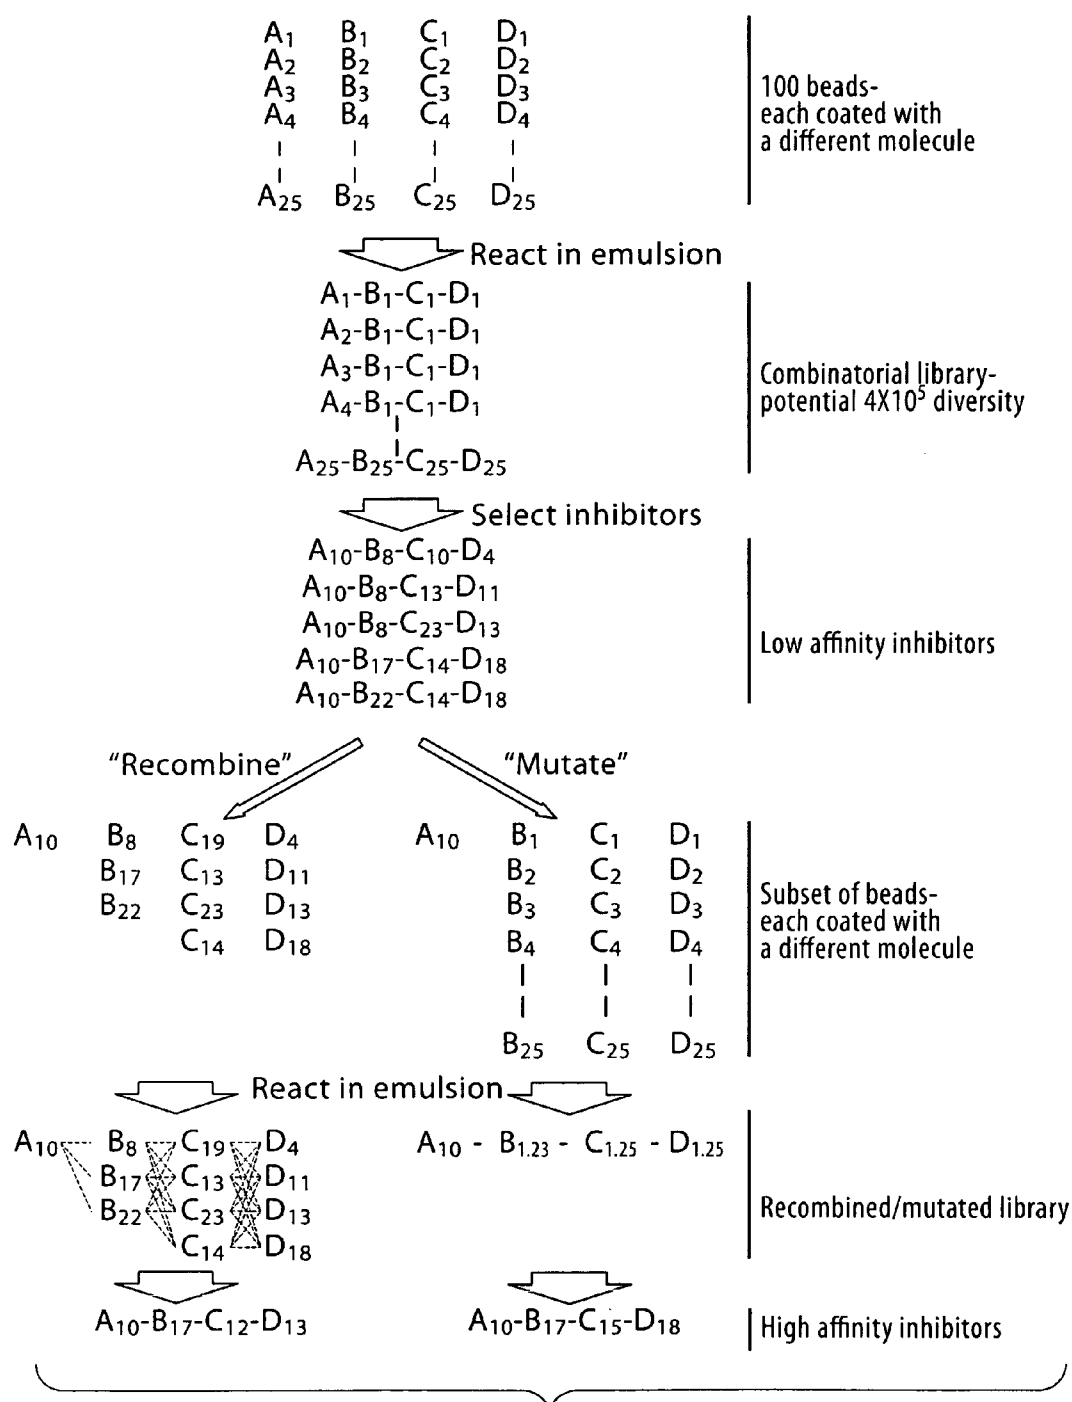 A₁ B₁ C₁ D₁
A₂ B₂ C₂ D₂
A₃ B₃ C₃ D₃
A₄ B₄ C₄ D₄
A₂₅ B₂₅ C₂₅ D₂₅
100 beads-
each coated with
a different molecule
React in emulsion
A₁-B₁-C₁-D₁
A₂-B₁-C₁-D₁
A₃-B₁-C₁-D₁
A₄-B₁-C₁-D₁
A₂₅-B₂₅-C₂₅-D₂₅
Combinatorial library-
potential 4X10⁵ diversity
Select inhibitors
A₁₀-B₈-C₁₀-D₄
A₁₀-B₈-C₁₃-D₁₁
A₁₀-B₈-C₂₃-D₁₃
A₁₀-B₁₇-C₁₄-D₁₈
A₁₀-B₂₂-C₁₄-D₁₈
Low affinity inhibitors
“Recombine” “Mutate”
A₁₀ B₈ C₁₉ D₄
B₁₇ C₁₃ D₁₁
B₂₂ C₂₃ D₁₃
C₁₄ D₁₈
A₁₀ B₁ C₁ D₁
B₂ C₂ D₂
B₃ C₃ D₃
B₄ C₄ D₄
B₂₅ C₂₅ D₂₅
Subset of beads-
each coated with
a different molecule
React in emulsion
A₁₀ B₈ C₁₉ D₄
B₁₇ C₁₃ D₁₁
B₂₂ C₂₃ D₁₃
C₁₄ D₁₈
A₁₀ - B₁.₂₃ - C₁.₂₅ - D₁.₂₅
Recombined/mutated library
A₁₀-B₁₇-C₁₂-D₁₃
A₁₀-B₁₇-C₁₅-D₁₈
High affinity inhibitors